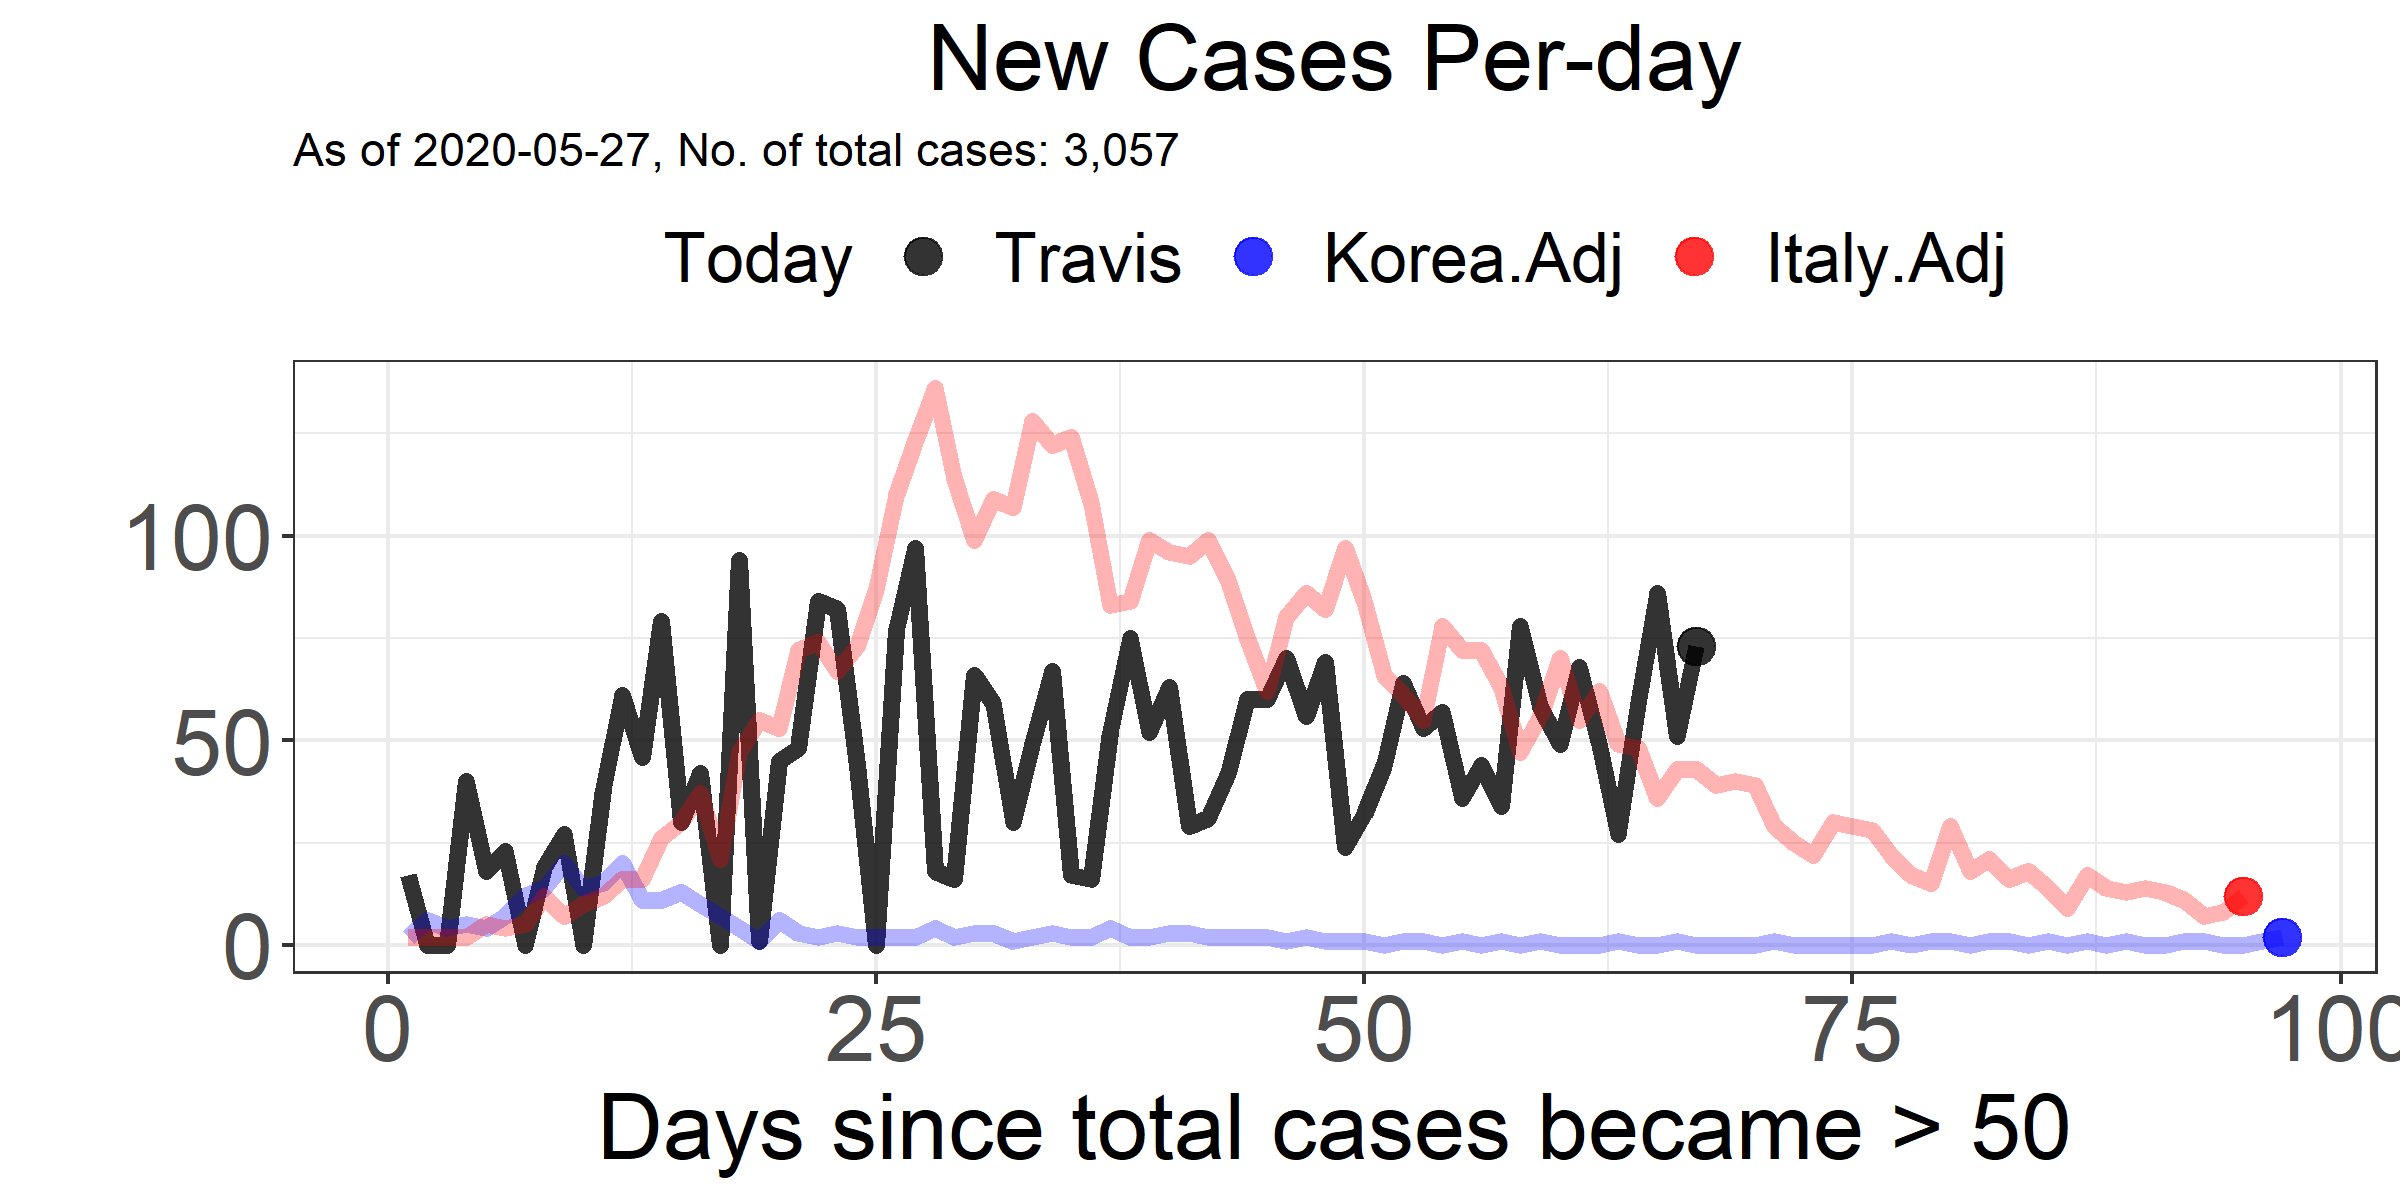 New Cases Per-day
As of 2020-05-27, No. of total cases: 3,057
Today Travis Korea.Adj Italy.Adj
100
50
0
0 25 50 75 100
Days since total cases became > 50